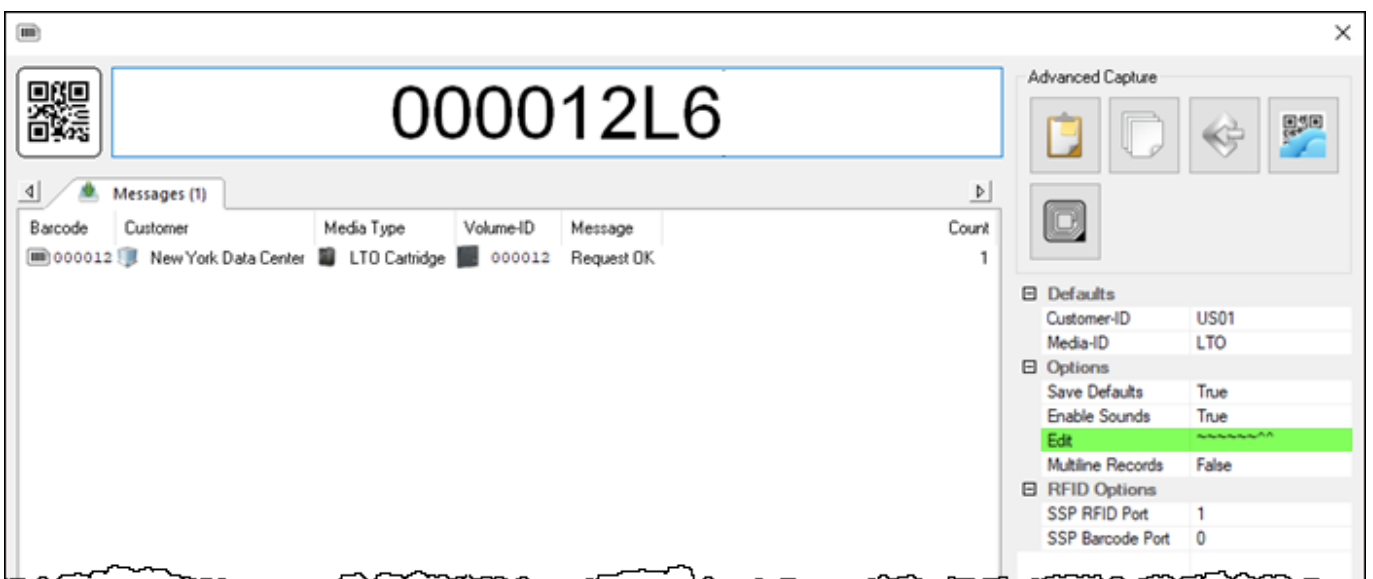 000012L6
Messages (1)
Barcode Customer Media Type Volume-ID Message Count
000012 New York Data Center LTO Cartridge 000012 Request OK 1
Advanced Capture
Defaults
Customer-ID US01
Media-ID LTO
Options
Save Defaults True
Enable Sounds True
Edit ~~~~~~^^
Multiline Records False
RFID Options
SSP RFID Port 1
SSP Barcode Port 0